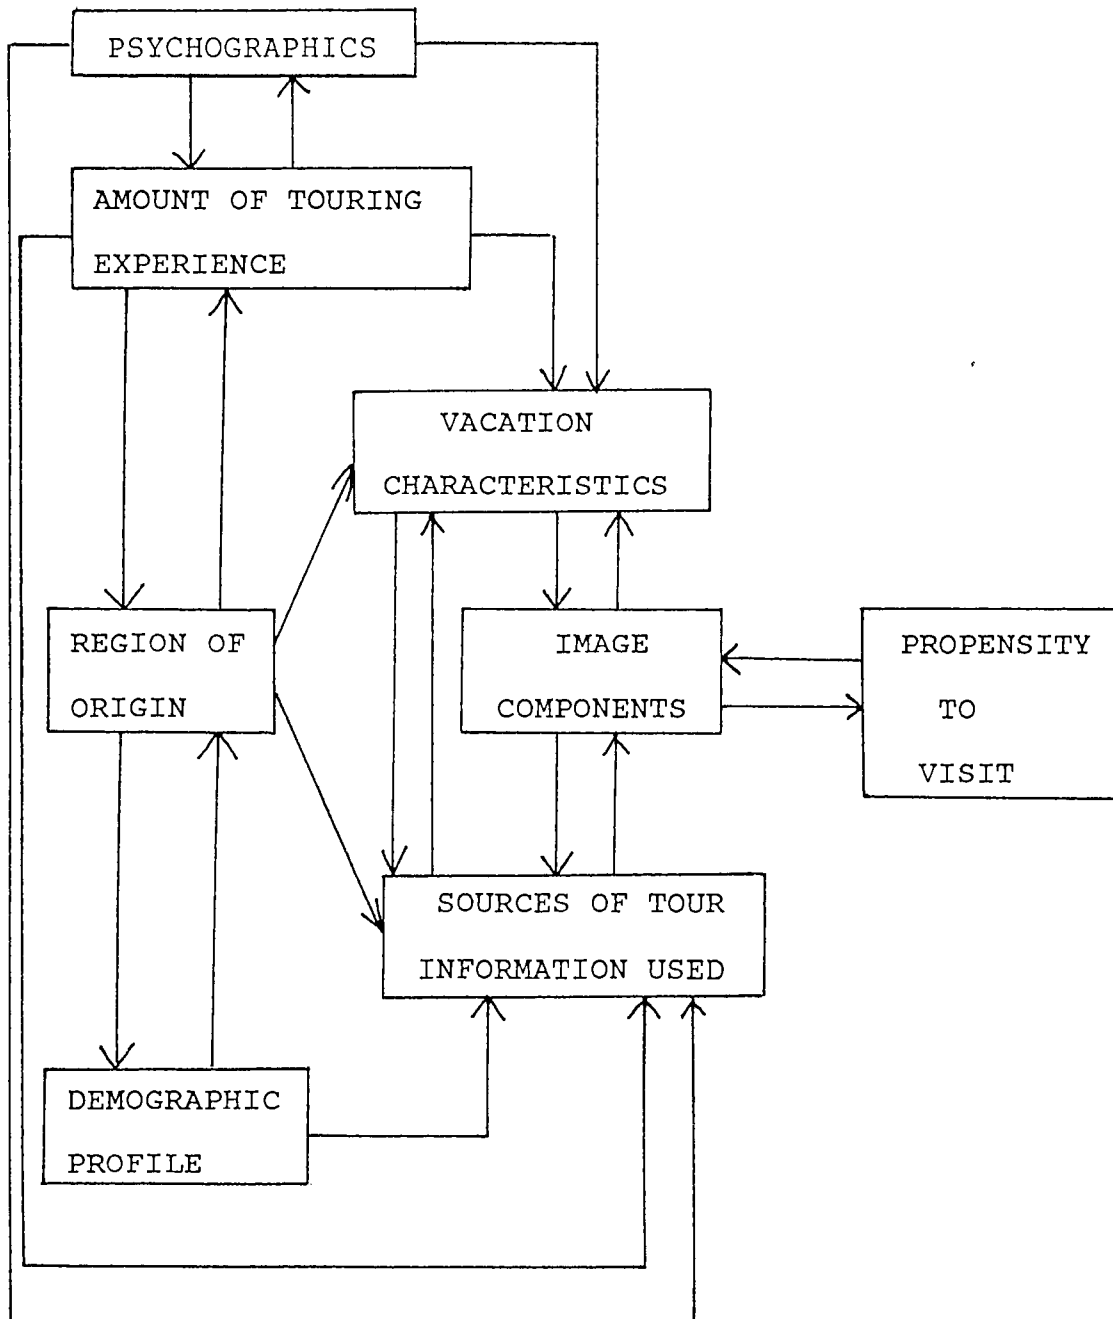 PSYCHOGRAPHICS
AMOUNT OF TOURING
EXPERIENCE
VACATION
CHARACTERISTICS
REGION OF
ORIGIN
IMAGE
COMPONENTS
PROPENSITY
TO
VISIT
SOURCES OF TOUR
INFORMATION USED
DEMOGRAPHIC
PROFILE